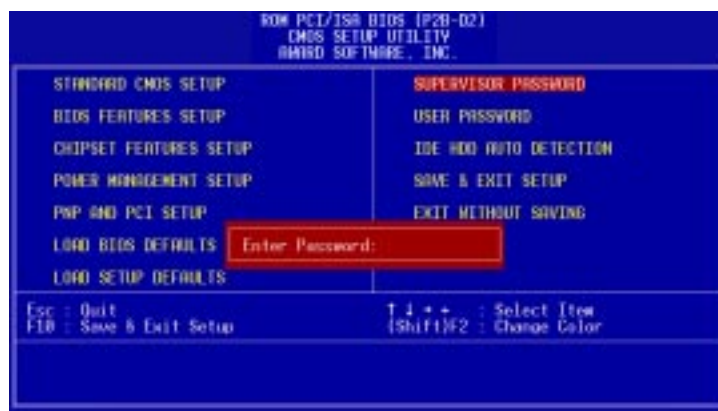 ROM PCI/ISA BIOS (P2B-D2)
CMOS SETUP UTILITY
AWARD SOFTWARE, INC.
STANDARD CMOS SETUP
BIOS FEATURES SETUP
CHIPSET FEATURES SETUP
POWER MANAGEMENT SETUP
PNP AND PCI SETUP
LOAD BIOS DEFAULTS
LOAD SETUP DEFAULTS
SUPERVISOR PASSWORD
USER PASSWORD
IDE HDD AUTO DETECTION
SAVE & EXIT SETUP
EXIT WITHOUT SAVING
Enter Password:
Esc : Quit
F10 : Save & Exit Setup
↑ ↓ → ← : Select Item
(Shift)F2 : Change Color